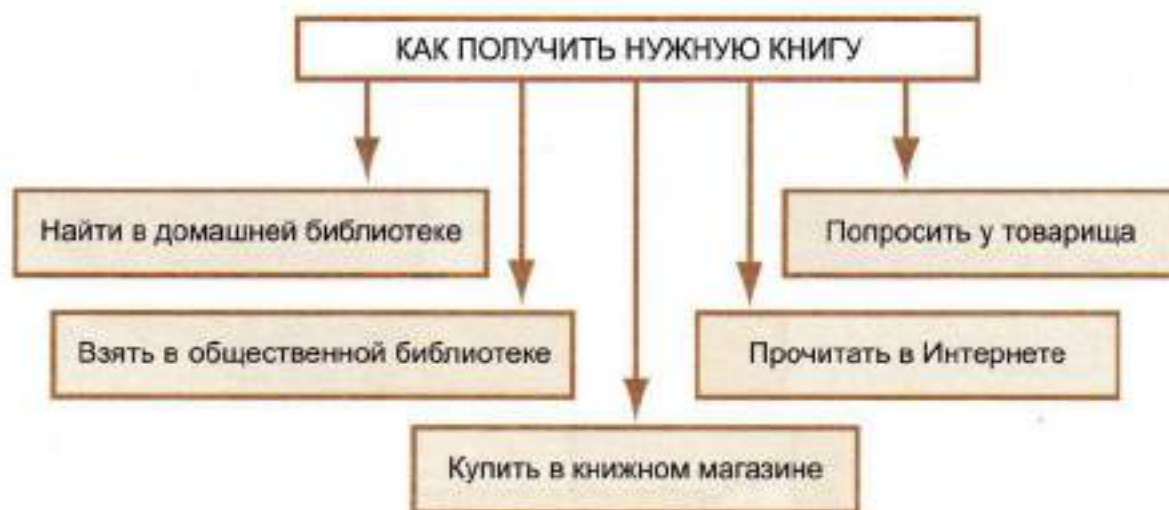 КАК ПОЛУЧИТЬ НУЖНУЮ КНИГУ
Найти в домашней библиотеке
Попросить у товарища
Взять в общественной библиотеке
Прочитать в Интернете
Купить в книжном магазине